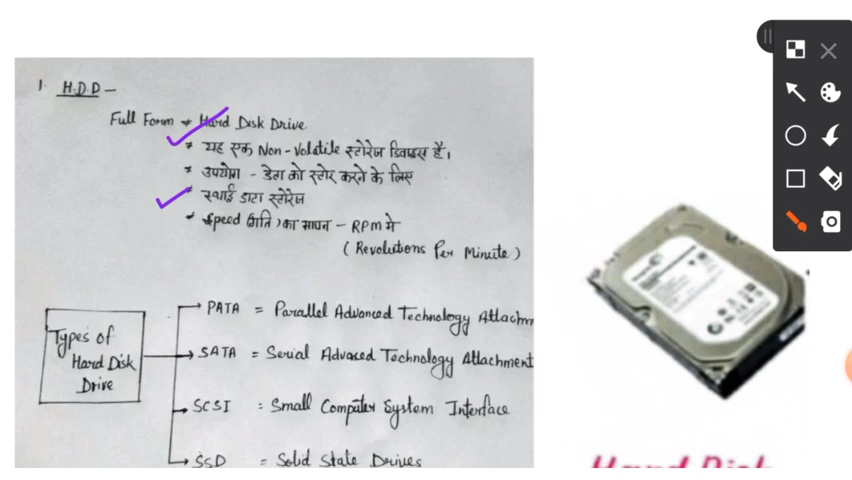 1. H.D.D –
Full Form → Hard Disk Drive
* यह एक Non-Volatile स्टोरेज डिवाइस है।
* उपयोग - डेटा को स्टोर करने के लिए
* स्थाई डाटा स्टोरेज
* Speed (गति) का मापन – RPM मे
(Revolutions Per Minute)
Types of Hard Disk Drive
PATA = Parallel Advanced Technology Attachm
SATA = Serial Advaced Technology Attachment
SCSI = Small Computer System Interface
SSD = Solid State Drives
Hard Disk